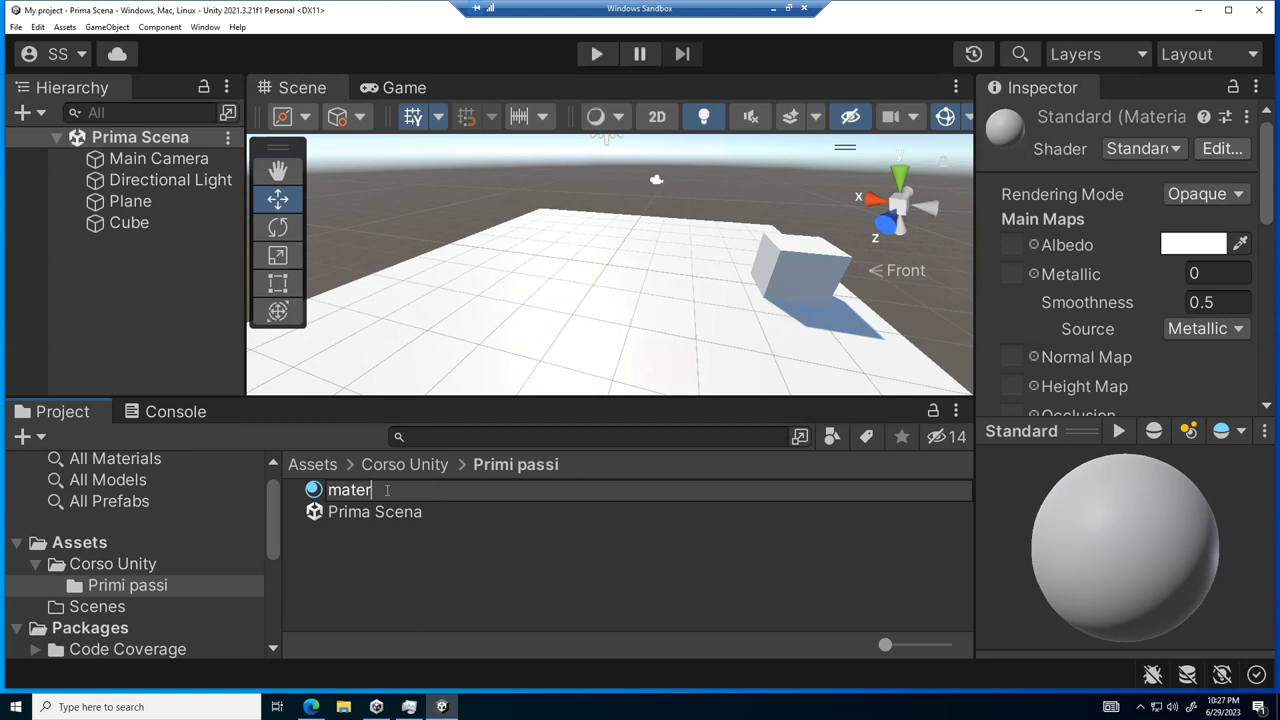 My project - Prima Scena - Windows, Mac, Linux - Unity 2021.3.21f1 Personal <DX11>
Windows Sandbox
File Edit Assets GameObject Component Window Help
SS
Layers
Layout
Hierarchy
Scene
Game
Inspector
All
2D
Standard (Materia
Shader
Standar
Edit...
Prima Scena
Main Camera
Directional Light
Plane
Cube
y
x
z
Front
Rendering Mode
Opaque
Main Maps
Albedo
Metallic
0
Smoothness
0.5
Source
Metallic
Normal Map
Height Map
Occlusion
Project
Console
14
Standard
All Materials
All Models
All Prefabs
Assets
Corso Unity
Primi passi
Scenes
Packages
Code Coverage
Assets > Corso Unity > Primi passi
mater
Prima Scena
Type here to search
10:27 PM
6/29/2023
1